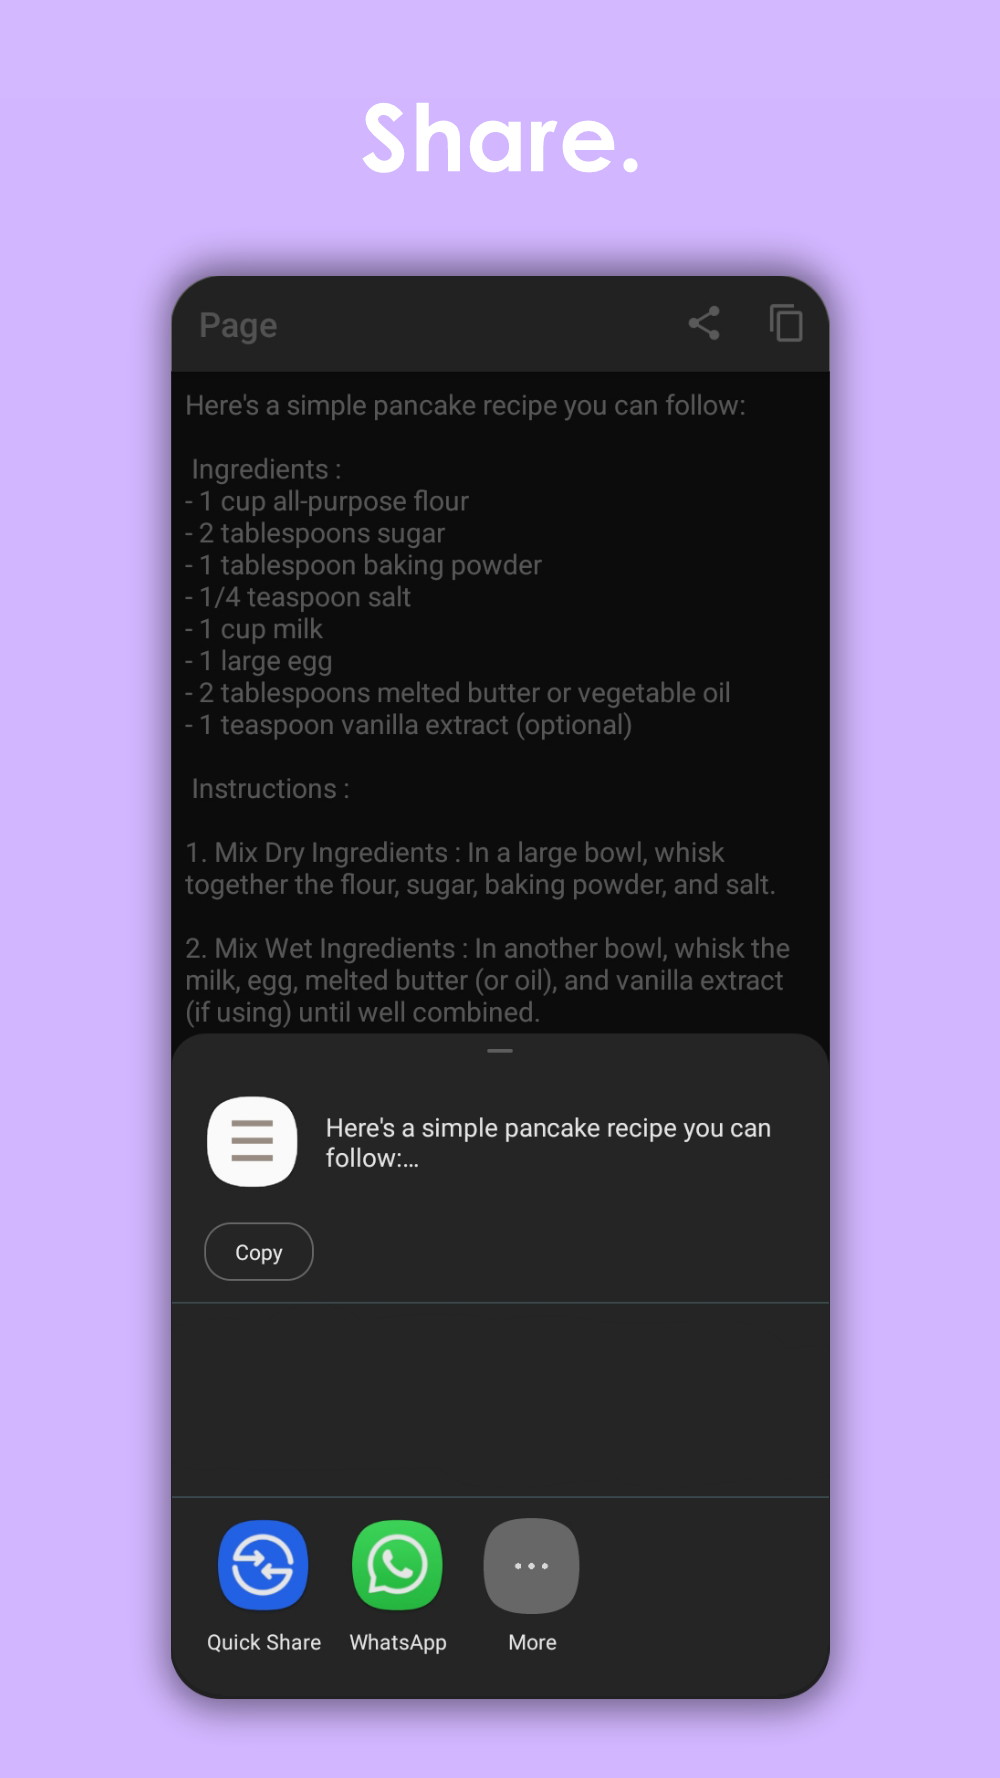 Share.
Page
Here's a simple pancake recipe you can follow:
Ingredients :
- 1 cup all-purpose flour
- 2 tablespoons sugar
- 1 tablespoon baking powder
- 1/4 teaspoon salt
- 1 cup milk
- 1 large egg
- 2 tablespoons melted butter or vegetable oil
- 1 teaspoon vanilla extract (optional)
Instructions :
1. Mix Dry Ingredients : In a large bowl, whisk
together the flour, sugar, baking powder, and salt.
2. Mix Wet Ingredients : In another bowl, whisk the
milk, egg, melted butter (or oil), and vanilla extract
(if using) until well combined.
Here's a simple pancake recipe you can
follow:...
Copy
Quick Share WhatsApp More